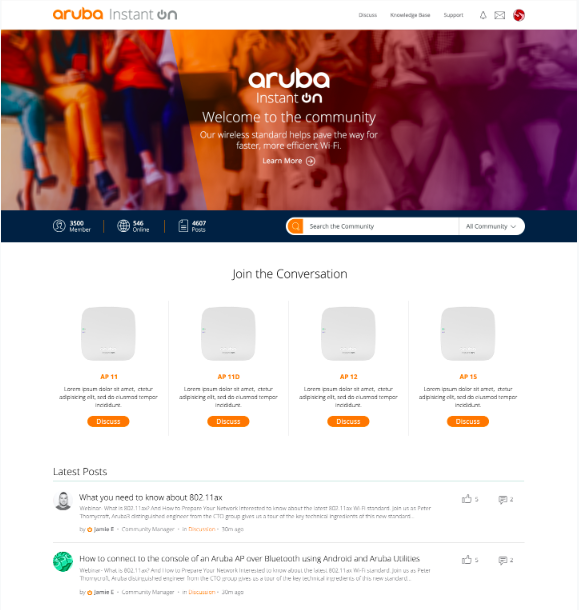 aruba Instant On
Discuss Knowledge Base Support
aruba
Instant On
Welcome to the community
Our wireless standard helps pave the way for
faster, more efficient Wi-Fi.
Learn More
3500
Member
546
Online
4607
Posts
Search the Community
All Community
Join the Conversation
AP 11
Lorem ipsum dolor sit amet, ctetur
adipiscing elit, sed do eiusmod tempor
incididunt.
Discuss
AP 11D
Lorem ipsum dolor sit amet, ctetur
adipiscing elit, sed do eiusmod tempor
incididunt.
Discuss
AP 12
Lorem ipsum dolor sit amet, ctetur
adipiscing elit, sed do eiusmod tempor
incididunt.
Discuss
AP 15
Lorem ipsum dolor sit amet, ctetur
adipiscing elit, sed do eiusmod tempor
incididunt.
Discuss
Latest Posts
What you need to know about 802.11ax
5
2
Webinar- What is 802.11ax? And How to Prepare Your Network Interested to know about the latest 802.11ax Wi-Fi standard. Join us as Peter
Thornycroft, Aruba distinguished engineer from the CTO group gives us a tour of the key technical ingredients of this new standard...
by Jamie E • Community Manager • in Discussion • 30m ago
How to connect to the console of an Aruba AP over Bluetooth using Android and Aruba Utilities
5
2
Webinar- What is 802.11ax? And How to Prepare Your Network Interested to know about the latest 802.11ax Wi-Fi standard. Join us as Peter
Thornycroft, Aruba distinguished engineer from the CTO group gives us a tour of the key technical ingredients of this new standard...
by Jamie E • Community Manager • in Discussion • 30m ago